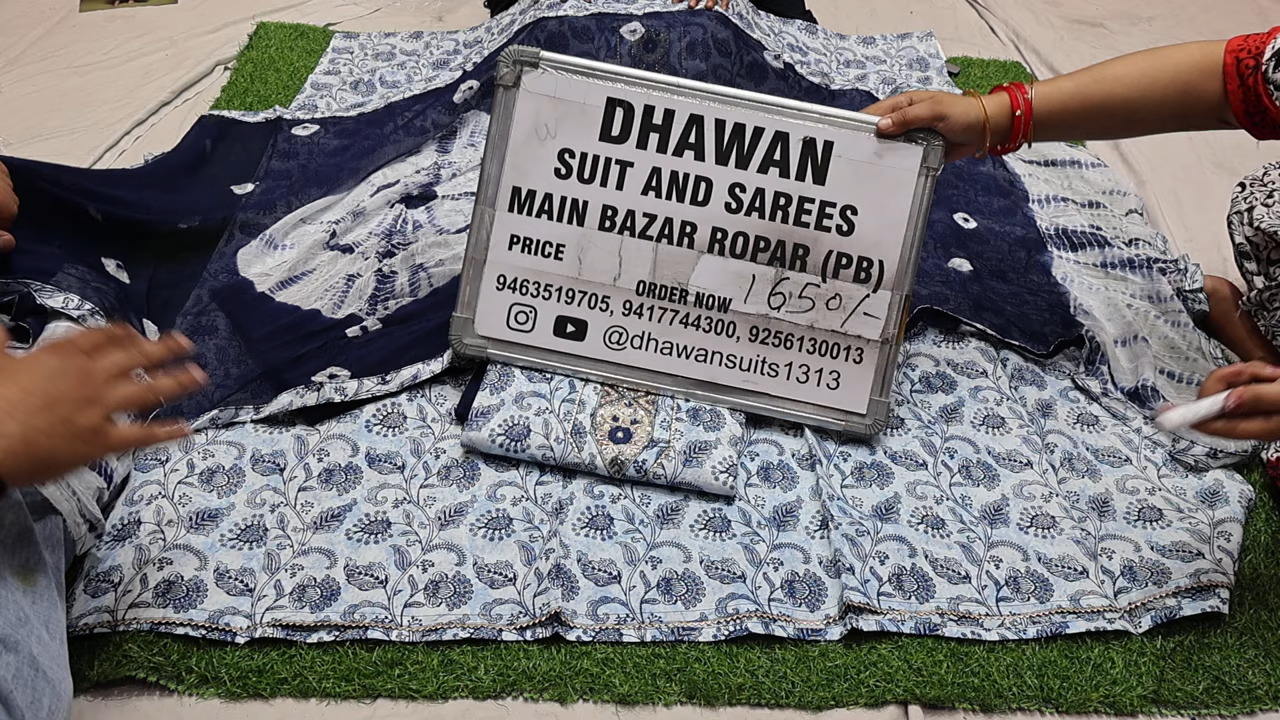 DHAWAN
SUIT AND SAREES
MAIN BAZAR ROPAR (PB)
PRICE
ORDER NOW 1650/-
9463519705, 9417744300, 9256130013
@dhawansuits1313